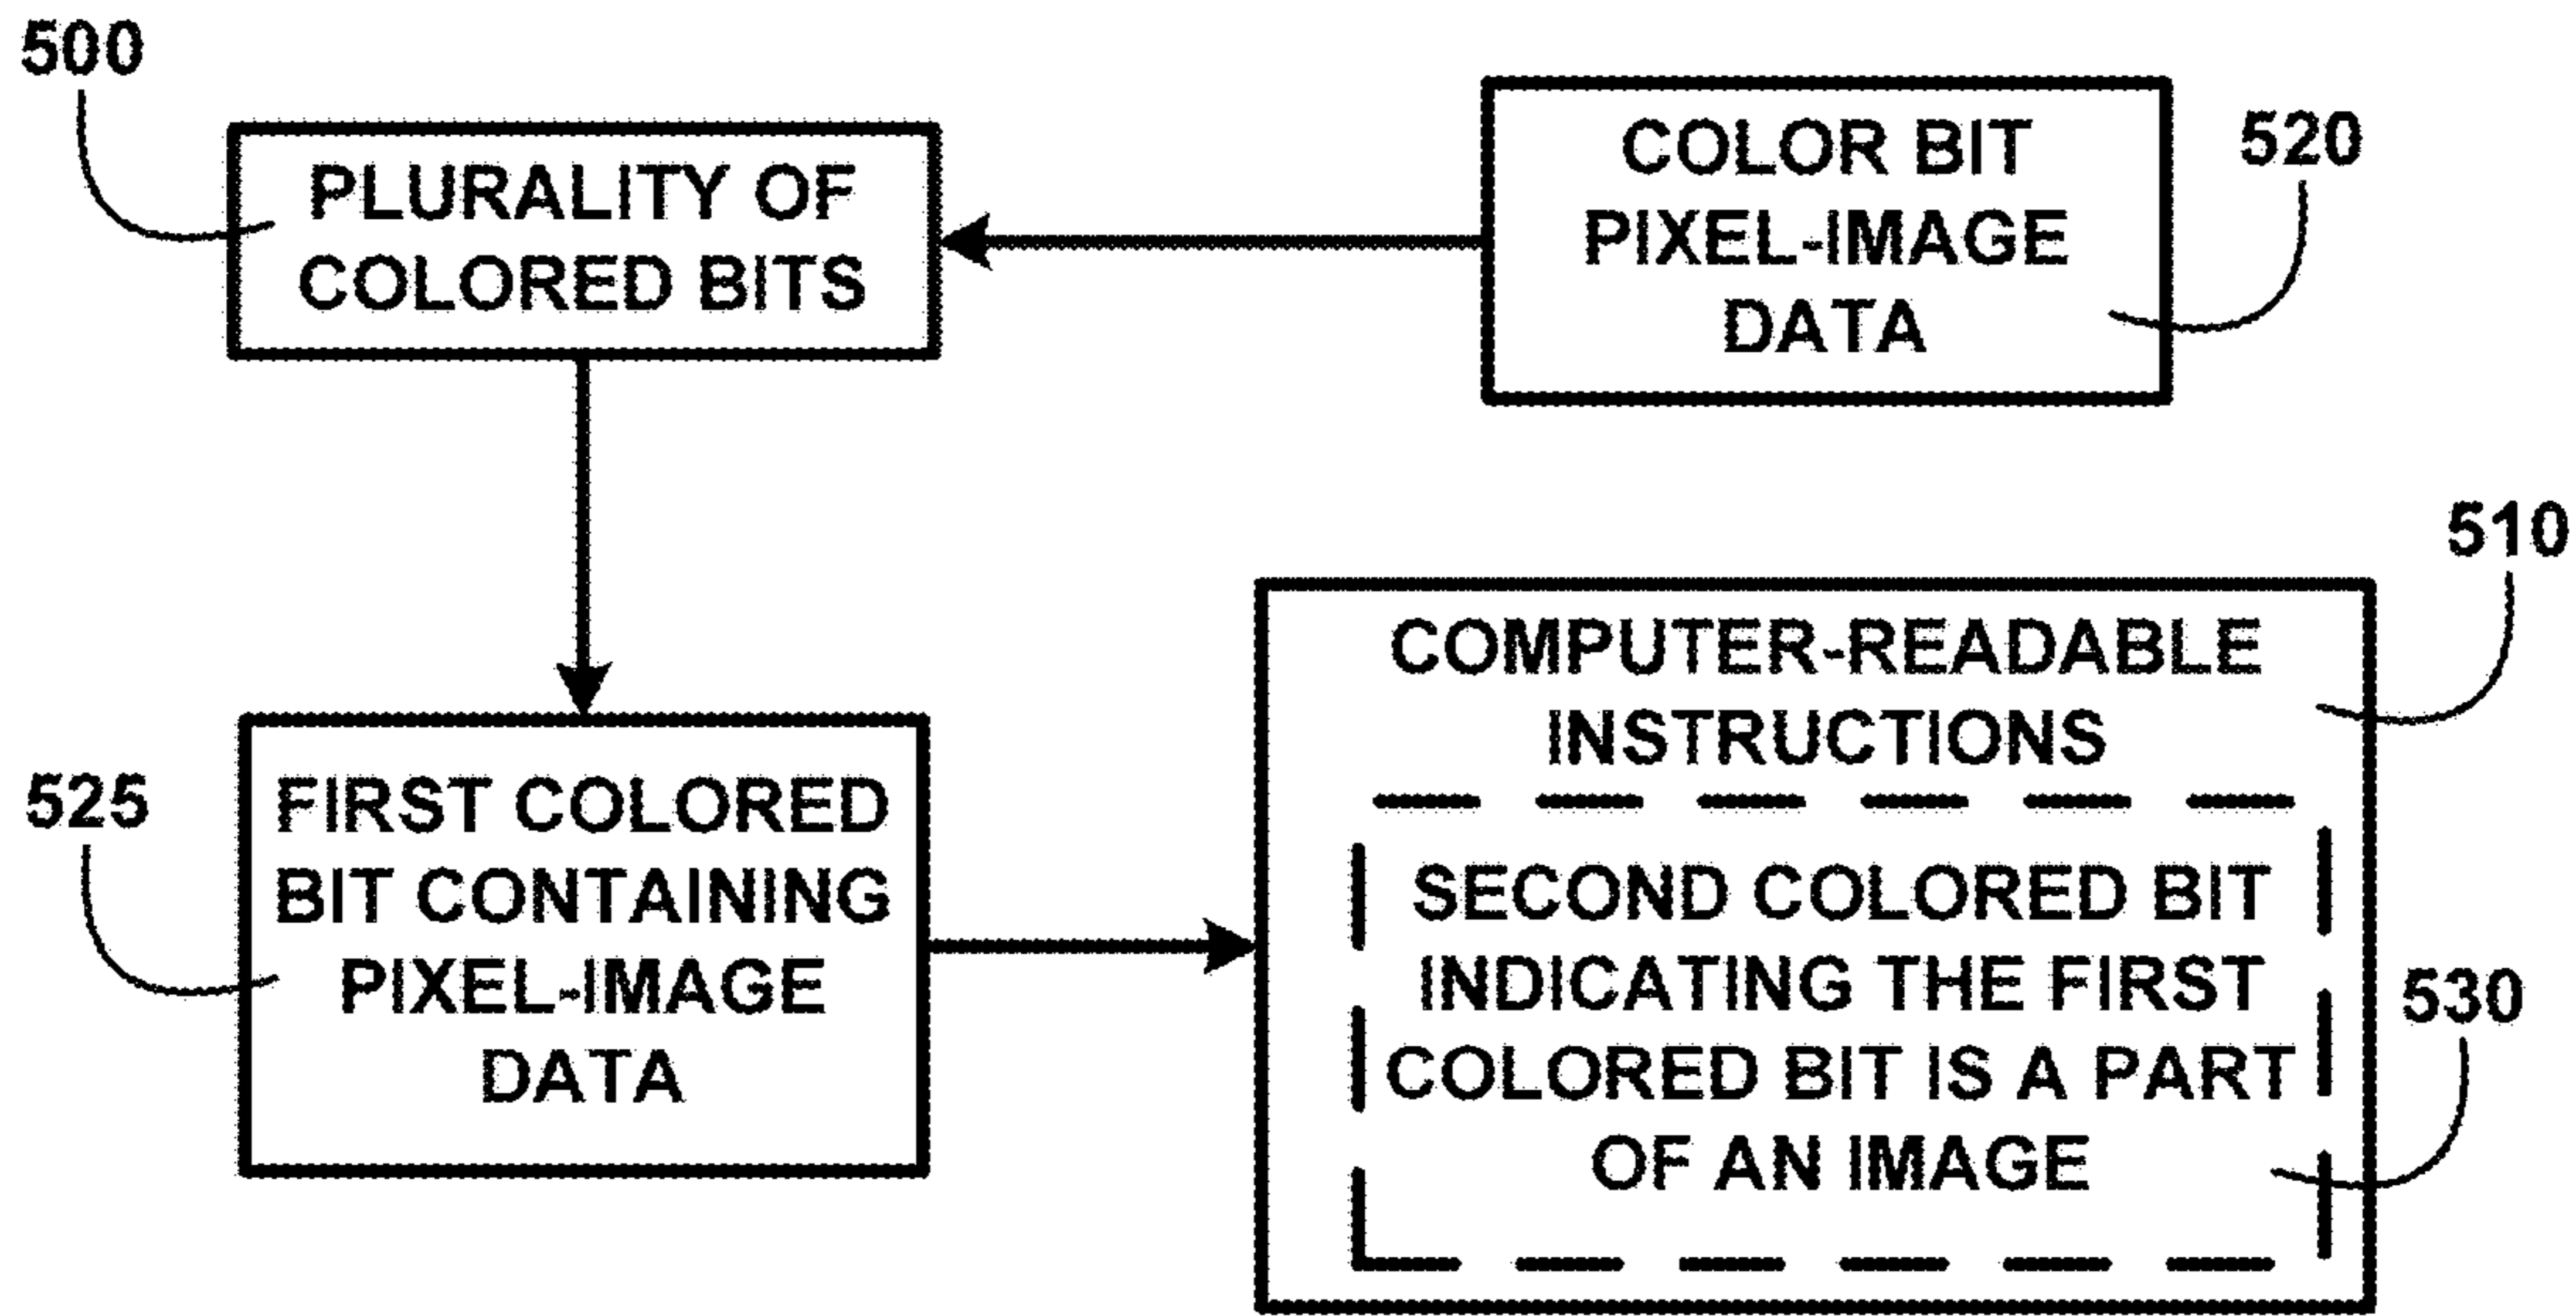 500
PLURALITY OF
COLORED BITS
COLOR BIT
PIXEL-IMAGE
DATA
520
510
COMPUTER-READABLE
INSTRUCTIONS
525
FIRST COLORED
BIT CONTAINING
PIXEL-IMAGE
DATA
SECOND COLORED BIT
INDICATING THE FIRST
COLORED BIT IS A PART
OF AN IMAGE
530